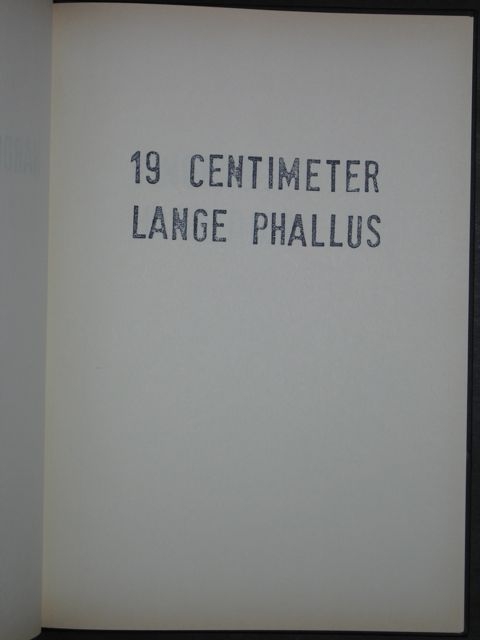 19 CENTIMETER
LANGE PHALLUS